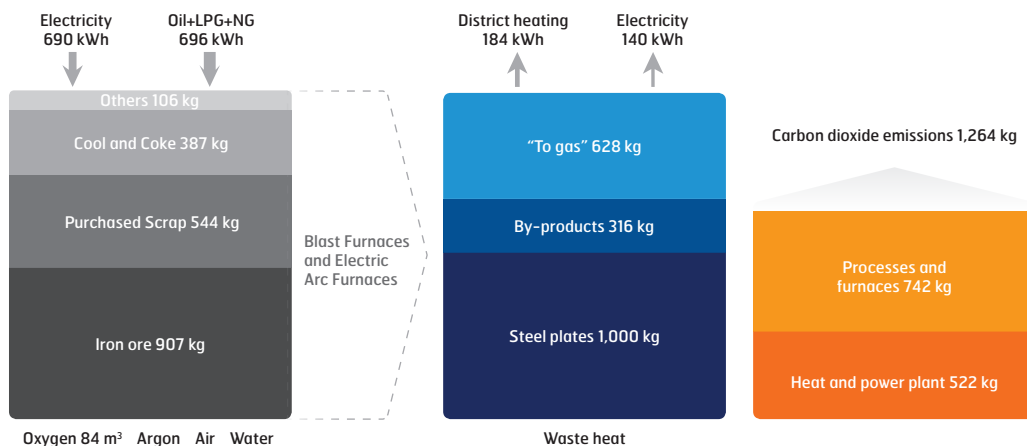 Electricity
690 kWh
Oil+LPG+NG
696 kWh
Others 106 kg
Cool and Coke 387 kg
Purchased Scrap 544 kg
Iron ore 907 kg
Oxygen 84 m³ Argon Air Water
Blast Furnaces
and Electric
Arc Furnaces
District heating
184 kWh
Electricity
140 kWh
“To gas” 628 kg
By-products 316 kg
Steel plates 1,000 kg
Waste heat
Carbon dioxide emissions 1,264 kg
Processes and
furnaces 742 kg
Heat and power plant 522 kg